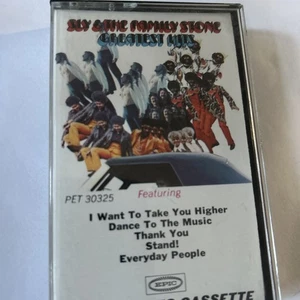 SLY & THE FAMILY STONE
GREATEST HITS
PET 30325
Featuring
I Want To Take You Higher
Dance To The Music
Thank You
Stand!
Everyday People
EPIC
CASSETTE